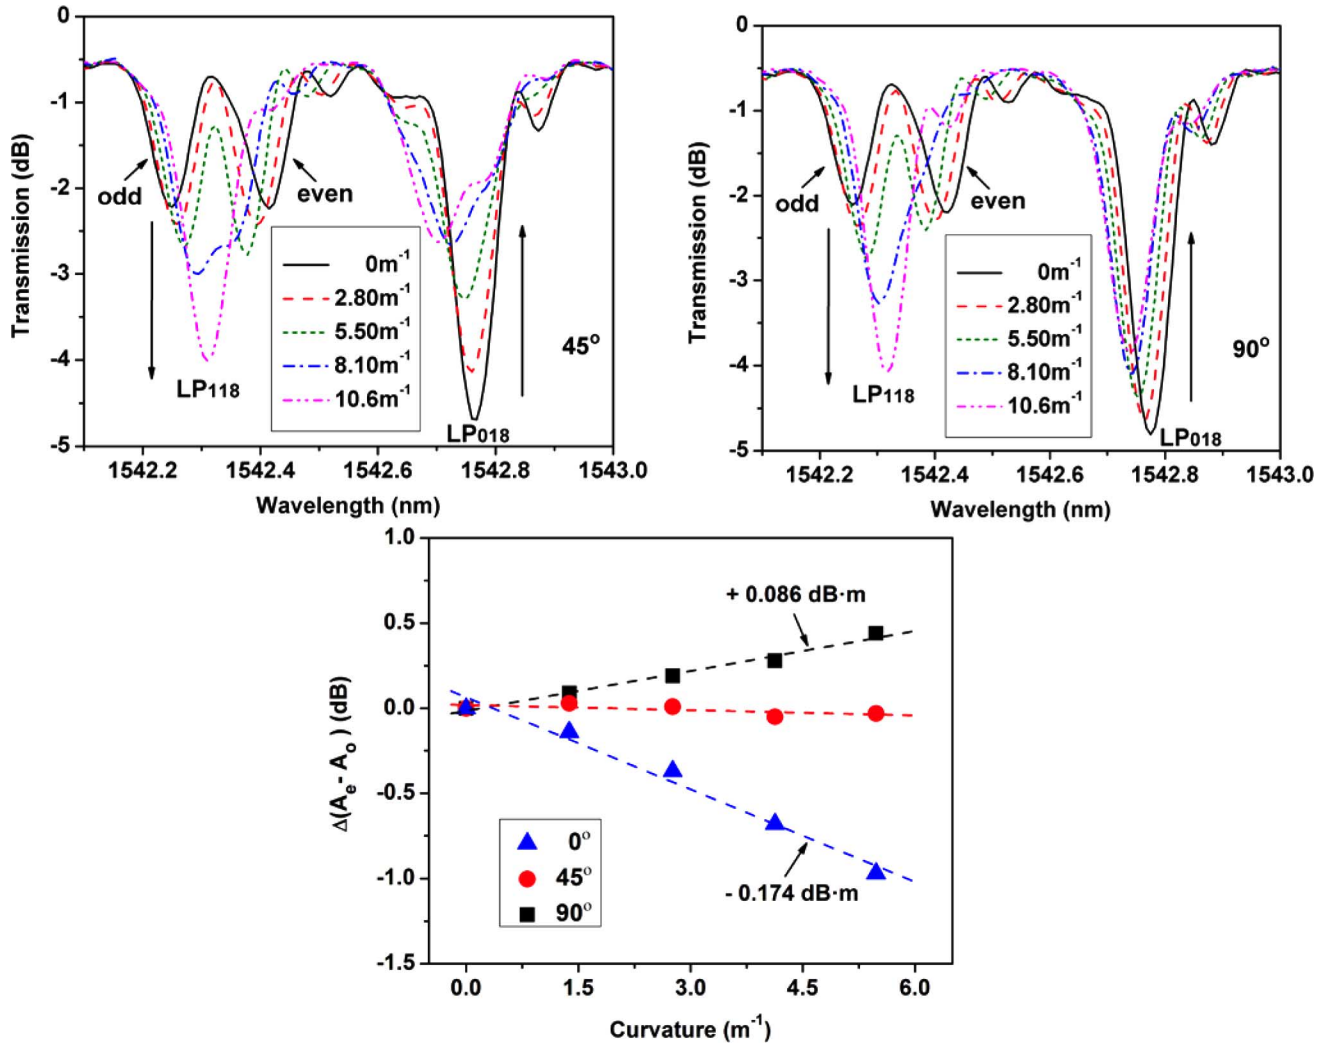 0
-1
-2
-3
-4
-5
Transmission (dB)
odd
even
0m⁻¹
2.80m⁻¹
5.50m⁻¹
8.10m⁻¹
10.6m⁻¹
45°
LP118
LP018
1542.2 1542.4 1542.6 1542.8 1543.0
Wavelength (nm)
0
-1
-2
-3
-4
-5
Transmission (dB)
odd
even
0m⁻¹
2.80m⁻¹
5.50m⁻¹
8.10m⁻¹
10.6m⁻¹
90°
LP118
LP018
1542.2 1542.4 1542.6 1542.8 1543.0
Wavelength (nm)
1.0
0.5
0.0
-0.5
-1.0
-1.5
Δ(Ae - Ao) (dB)
+ 0.086 dB·m
- 0.174 dB·m
0°
45°
90°
0.0 1.5 3.0 4.5 6.0
Curvature (m⁻¹)